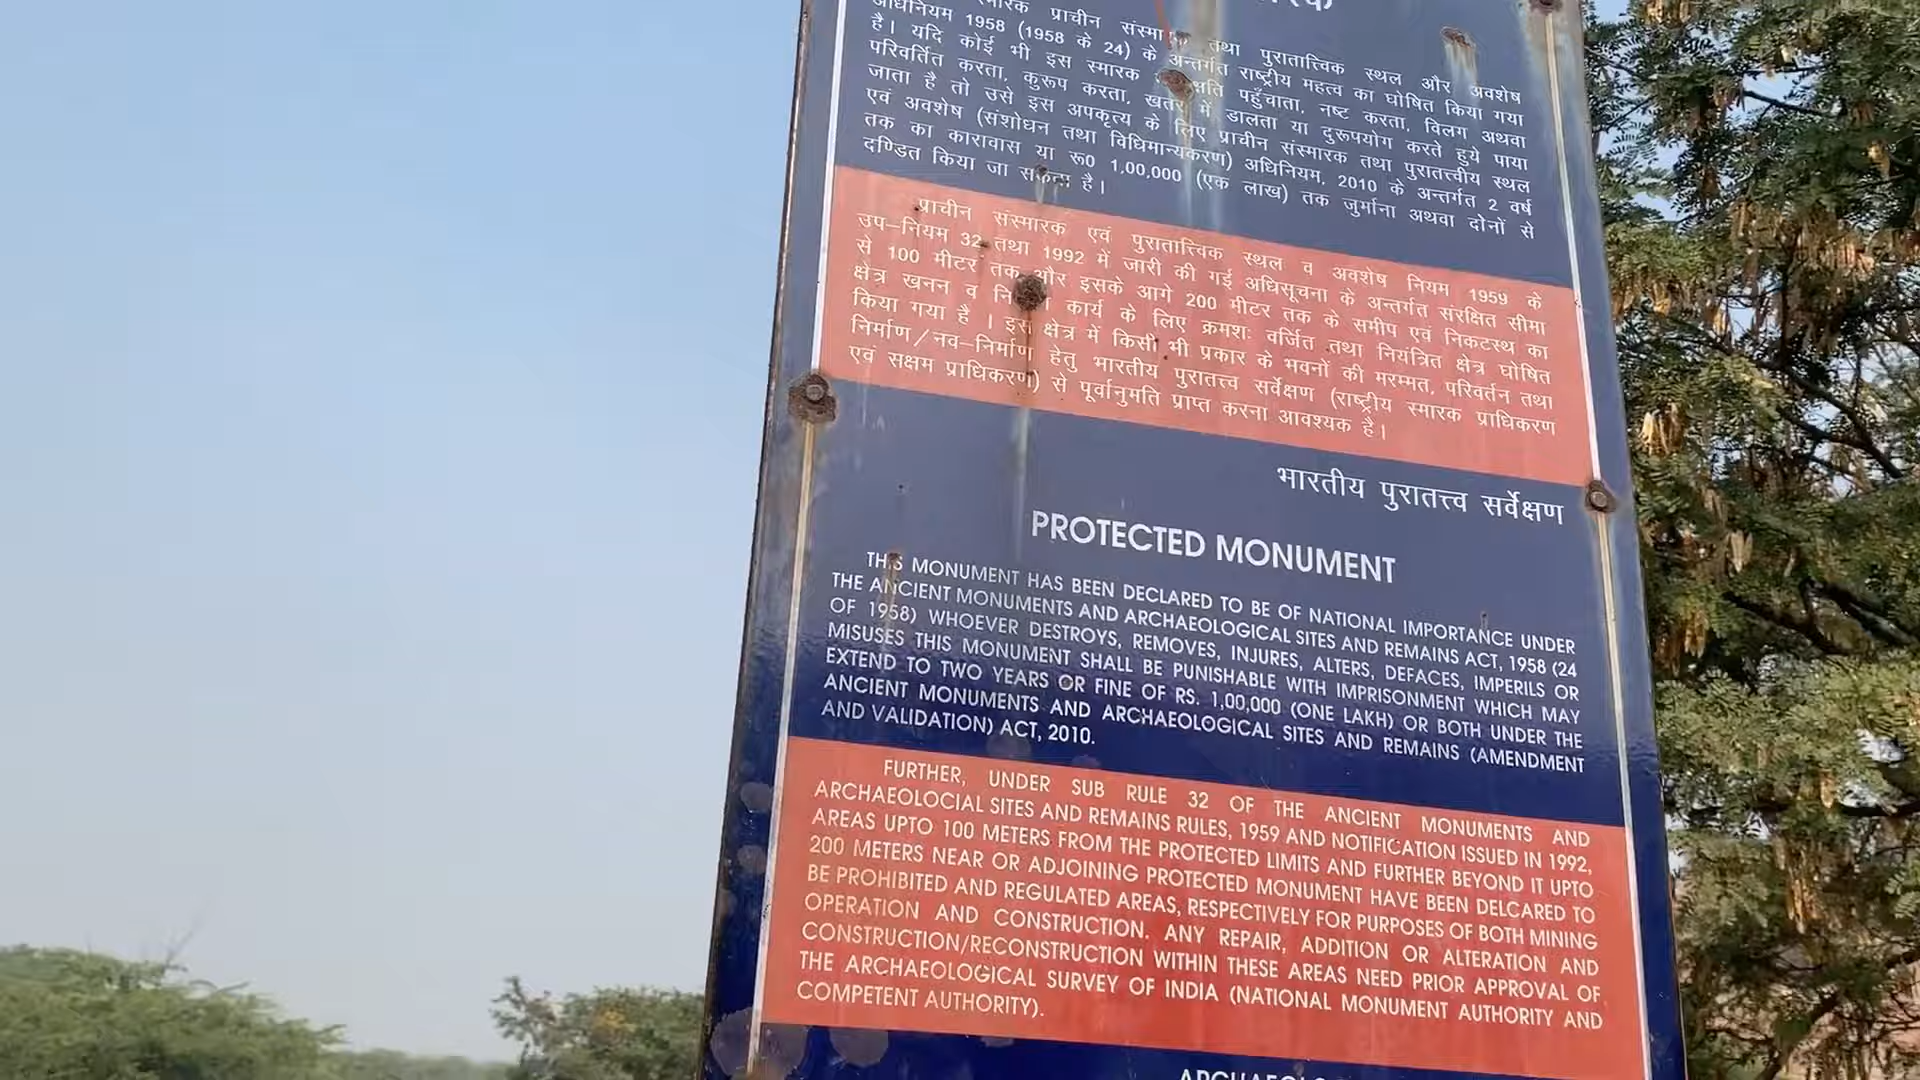 स्मारक प्राचीन संस्मारक तथा पुरातात्त्विक स्थल और अवशेष
अधिनियम 1958 (1958 के 24) के अन्तर्गत राष्ट्रीय महत्व का घोषित किया गया
है। यदि कोई भी इस स्मारक क्षति पहुँचाता, नष्ट करता, विलग अथवा
परिवर्तित करता, कुरूप करता, खतरे में डालता या दुरूपयोग करते हुये पाया
जाता है तो उसे इस अपकृत्य के लिए प्राचीन संस्मारक तथा पुरातत्त्वीय स्थल
एवं अवशेष (संशोधन तथा विधिमान्यकरण) अधिनियम, 2010 के अन्तर्गत 2 वर्ष
तक का कारावास या रू0 1,00,000 (एक लाख) तक जुर्माना अथवा दोनों से
दण्डित किया जा सकता है।
प्राचीन संस्मारक एवं पुरातात्त्विक स्थल व अवशेष नियम 1959 के
उप–नियम 32 तथा 1992 में जारी की गई अधिसूचना के अन्तर्गत संरक्षित सीमा
से 100 मीटर तक और इसके आगे 200 मीटर तक के समीप एवं निकटस्थ का
क्षेत्र खनन व कार्य के लिए क्रमशः वर्जित तथा नियंत्रित क्षेत्र घोषित
किया गया है । इस क्षेत्र में किसी भी प्रकार के भवनों की मरम्मत, परिवर्तन तथा
निर्माण/नव–निर्माण हेतु भारतीय पुरातत्त्व सर्वेक्षण (राष्ट्रीय स्मारक प्राधिकरण
एवं सक्षम प्राधिकरण) से पूर्वानुमति प्राप्त करना आवश्यक है।
भारतीय पुरातत्त्व सर्वेक्षण
PROTECTED MONUMENT
THIS MONUMENT HAS BEEN DECLARED TO BE OF NATIONAL IMPORTANCE UNDER
THE ANCIENT MONUMENTS AND ARCHAEOLOGICAL SITES AND REMAINS ACT, 1958 (24
OF 1958) WHOEVER DESTROYS, REMOVES, INJURES, ALTERS, DEFACES, IMPERILS OR
MISUSES THIS MONUMENT SHALL BE PUNISHABLE WITH IMPRISONMENT WHICH MAY
EXTEND TO TWO YEARS OR FINE OF RS. 1,00,000 (ONE LAKH) OR BOTH UNDER THE
ANCIENT MONUMENTS AND ARCHAEOLOGICAL SITES AND REMAINS (AMENDMENT
AND VALIDATION) ACT, 2010.
FURTHER, UNDER SUB RULE 32 OF THE ANCIENT MONUMENTS AND
ARCHAEOLOCIAL SITES AND REMAINS RULES, 1959 AND NOTIFICATION ISSUED IN 1992,
AREAS UPTO 100 METERS FROM THE PROTECTED LIMITS AND FURTHER BEYOND IT UPTO
200 METERS NEAR OR ADJOINING PROTECTED MONUMENT HAVE BEEN DELCARED TO
BE PROHIBITED AND REGULATED AREAS, RESPECTIVELY FOR PURPOSES OF BOTH MINING
OPERATION AND CONSTRUCTION. ANY REPAIR, ADDITION OR ALTERATION AND
CONSTRUCTION/RECONSTRUCTION WITHIN THESE AREAS NEED PRIOR APPROVAL OF
THE ARCHAEOLOGICAL SURVEY OF INDIA (NATIONAL MONUMENT AUTHORITY AND
COMPETENT AUTHORITY).